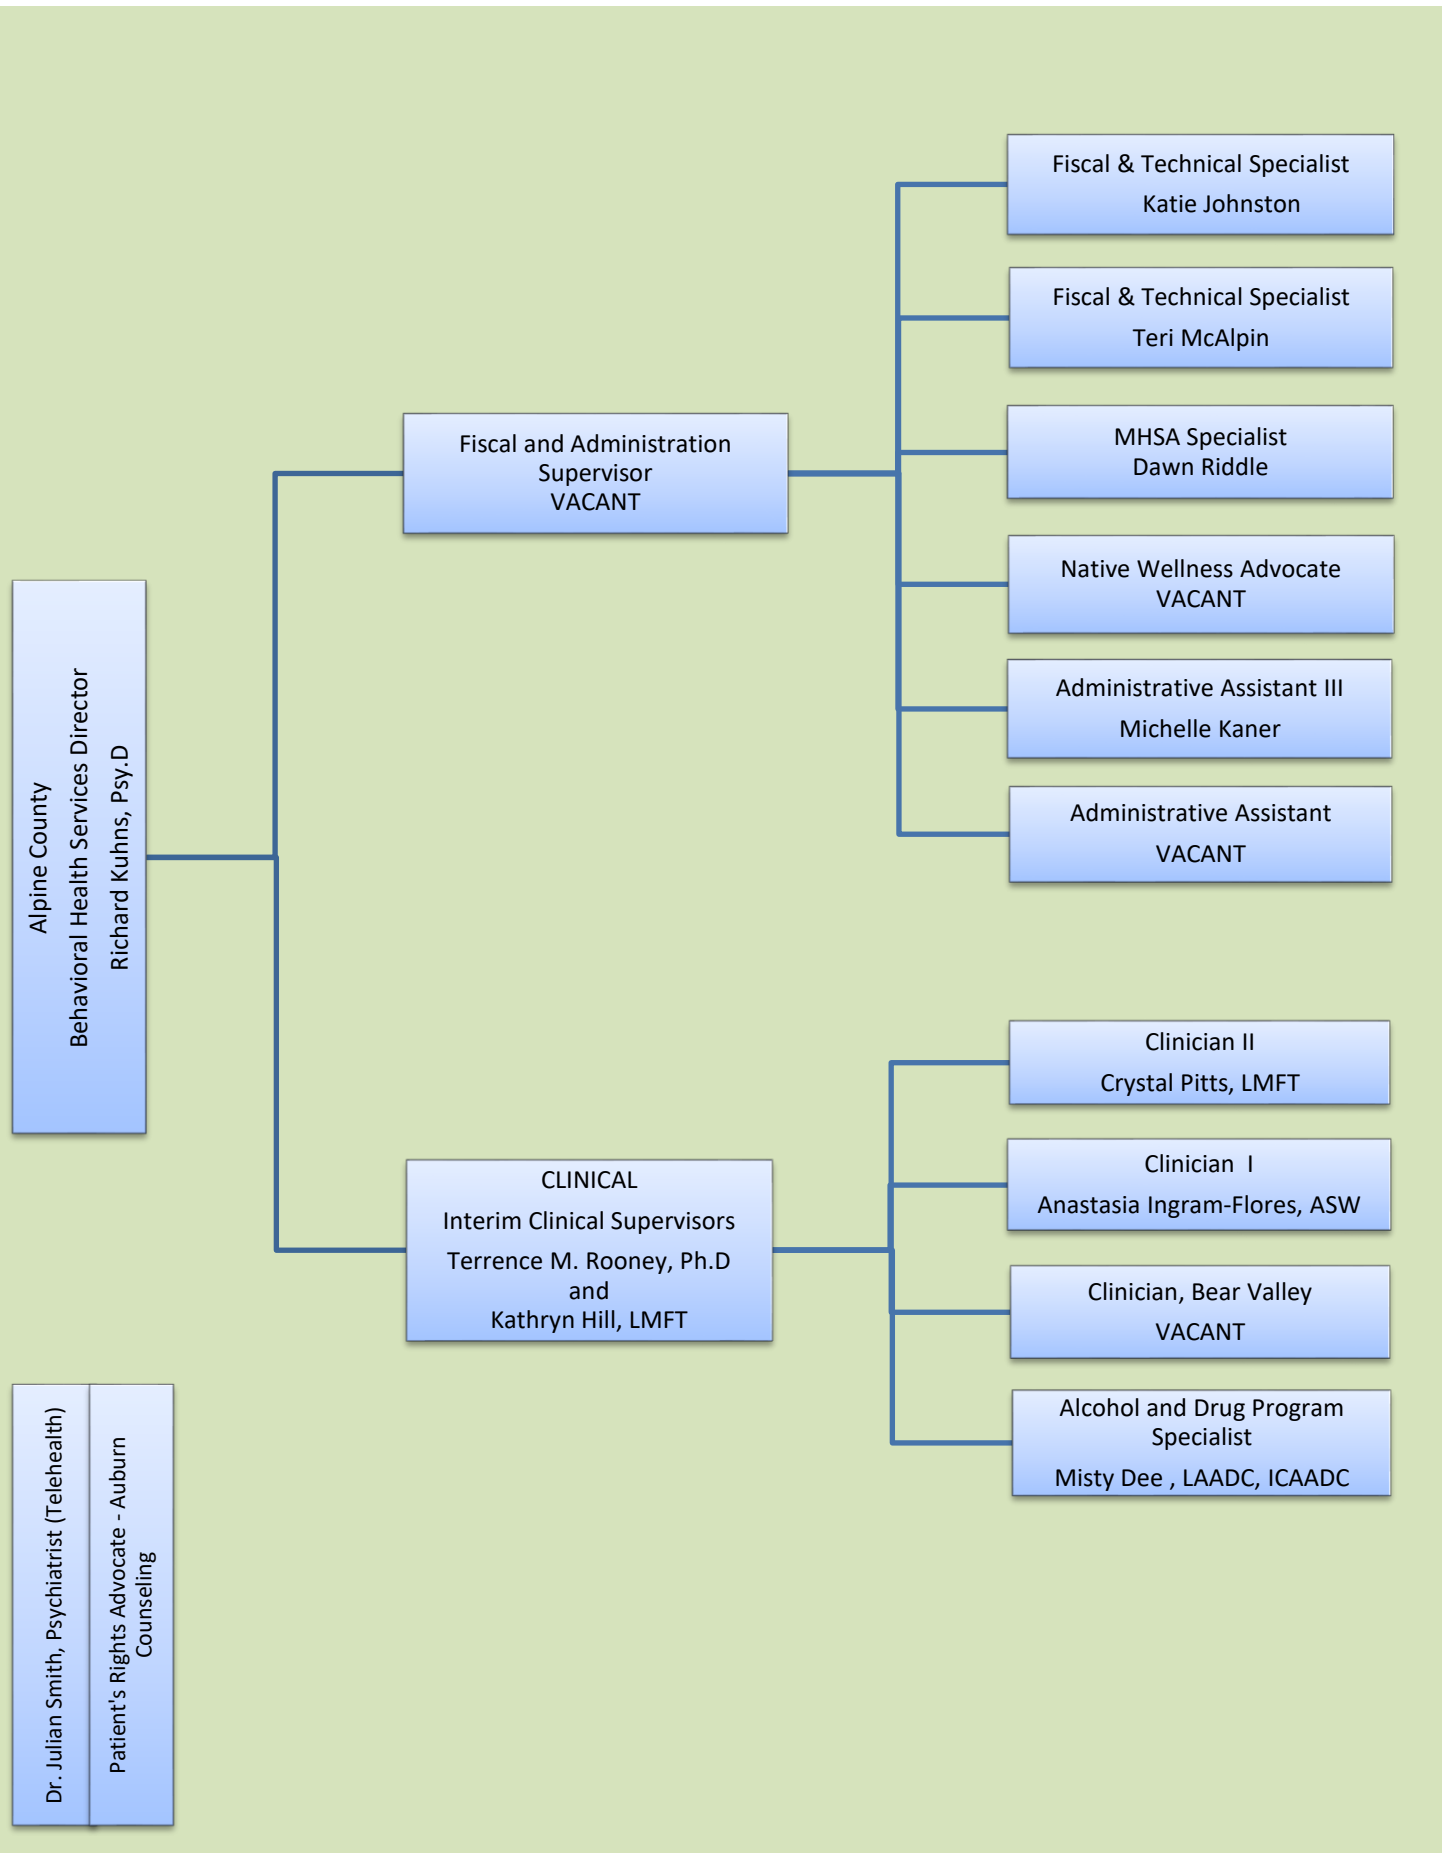 Alpine County
Behavioral Health Services Director
Richard Kuhns, Psy.D
Fiscal and Administration
Supervisor
VACANT
Fiscal & Technical Specialist
Katie Johnston
Fiscal & Technical Specialist
Teri McAlpin
MHSA Specialist
Dawn Riddle
Native Wellness Advocate
VACANT
Administrative Assistant III
Michelle Kaner
Administrative Assistant
VACANT
CLINICAL
Interim Clinical Supervisors
Terrence M. Rooney, Ph.D
and
Kathryn Hill, LMFT
Clinician II
Crystal Pitts, LMFT
Clinician  I
Anastasia Ingram-Flores, ASW
Clinician, Bear Valley
VACANT
Alcohol and Drug Program
Specialist
Misty Dee , LAADC, ICAADC
Dr. Julian Smith, Psychiatrist (Telehealth)
Patient's Rights Advocate - Auburn
Counseling